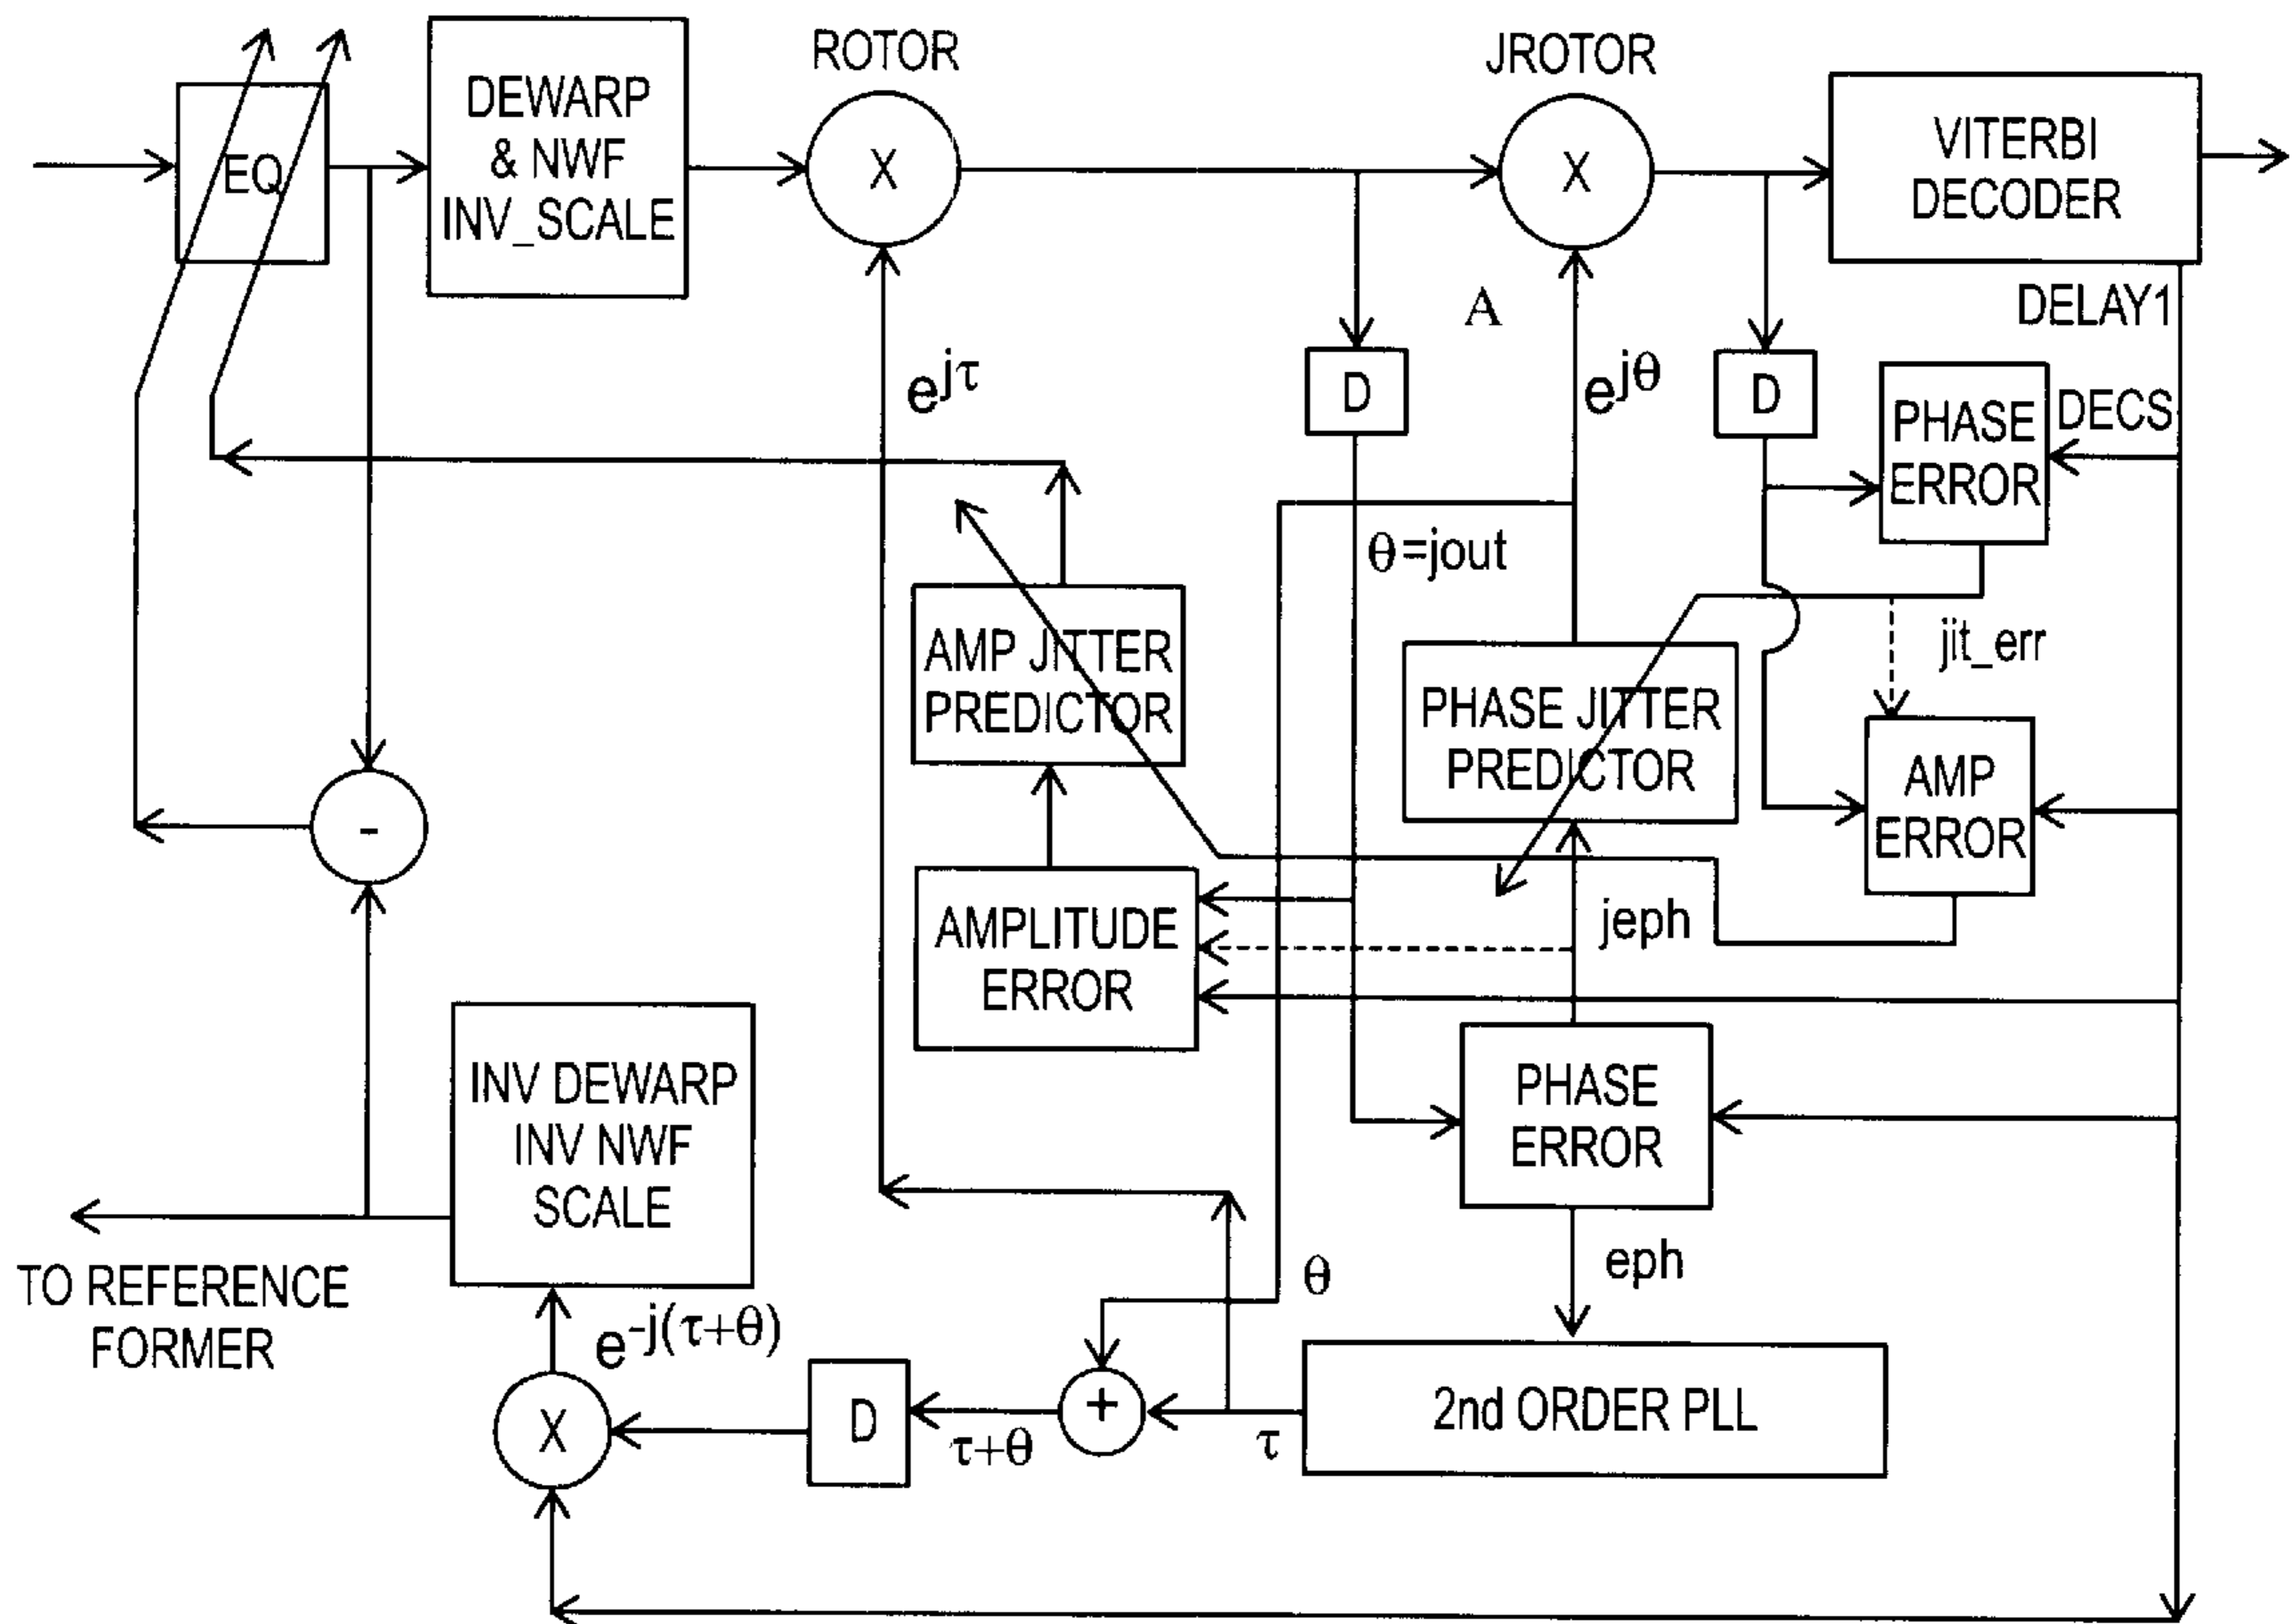 ROTOR
JROTOR
EQ
DEWARP
& NWF
INV_SCALE
X
X
VITERBI
DECODER
DELAY1
A
e^jτ
D
e^jθ
D
PHASE
ERROR
DECS
θ=jout
jit_err
AMP JITTER
PREDICTOR
PHASE JITTER
PREDICTOR
AMP
ERROR
-
AMPLITUDE
ERROR
jeph
INV DEWARP
INV NWF
SCALE
PHASE
ERROR
eph
TO REFERENCE
FORMER
θ
e^-j(τ+θ)
X
D
τ+θ
+
τ
2nd ORDER PLL